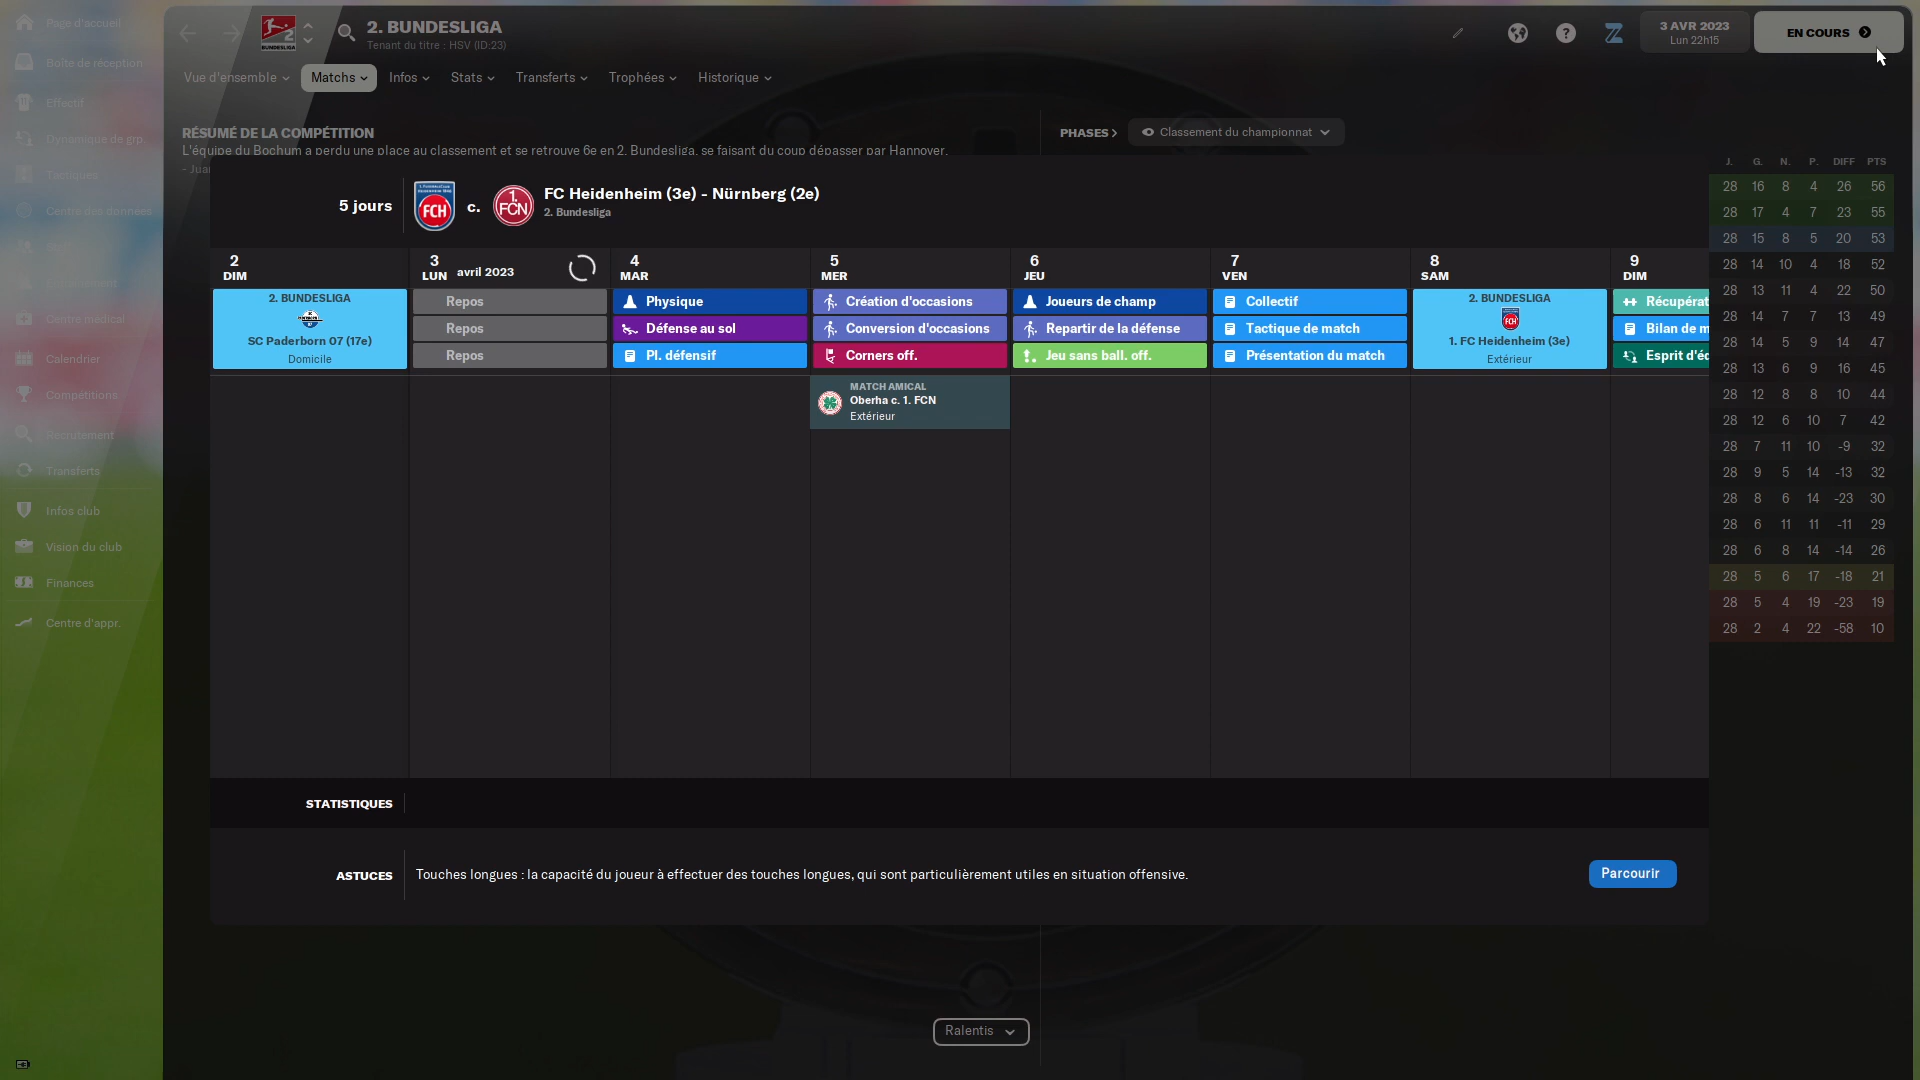 Page d'accueil
Boîte de réception
Effectif
Dynamique de grp.
Tactiques
Centre des données
Centre médical
Calendrier
Compétitions
Recrutement
Transferts
Infos club
Vision du club
Finances
Centre d'appr.
2. BUNDESLIGA
Tenant du titre : HSV (ID:23)
3 AVR 2023
Lun 22h15
EN COURS
Vue d'ensemble
Matchs
Infos
Stats
Transferts
Trophées
Historique
RÉSUMÉ DE LA COMPÉTITION
L'équipe du Bochum a perdu une place au classement et se retrouve 6e en 2. Bundesliga, se faisant du coup dépasser par Hannover.
PHASES
Classement du championnat
J. G. N. P. DIFF PTS
28 16 8 4 26 56
28 17 4 7 23 55
28 15 8 5 20 53
28 14 10 4 18 52
28 13 11 4 22 50
28 14 7 7 13 49
28 14 5 9 14 47
28 13 6 9 16 45
28 12 8 8 10 44
28 12 6 10 7 42
28 7 11 10 -9 32
28 9 5 14 -13 32
28 8 6 14 -23 30
28 6 11 11 -11 29
28 6 8 14 -14 26
28 5 6 17 -18 21
28 5 4 19 -23 19
28 2 4 22 -58 10
5 jours
c.
FC Heidenheim (3e) - Nürnberg (2e)
2. Bundesliga
2
DIM
3
LUN avril 2023
4
MAR
5
MER
6
JEU
7
VEN
8
SAM
9
DIM
2. BUNDESLIGA
SC Paderborn 07 (17e)
Domicile
Repos
Repos
Repos
Physique
Défense au sol
Pl. défensif
Création d'occasions
Conversion d'occasions
Corners off.
MATCH AMICAL
Oberha c. 1. FCN
Extérieur
Joueurs de champ
Repartir de la défense
Jeu sans ball. off.
Collectif
Tactique de match
Présentation du match
2. BUNDESLIGA
1. FC Heidenheim (3e)
Extérieur
Récupérat
Bilan de m
Esprit d'éq
STATISTIQUES
ASTUCES
Touches longues : la capacité du joueur à effectuer des touches longues, qui sont particulièrement utiles en situation offensive.
Parcourir
Ralentis